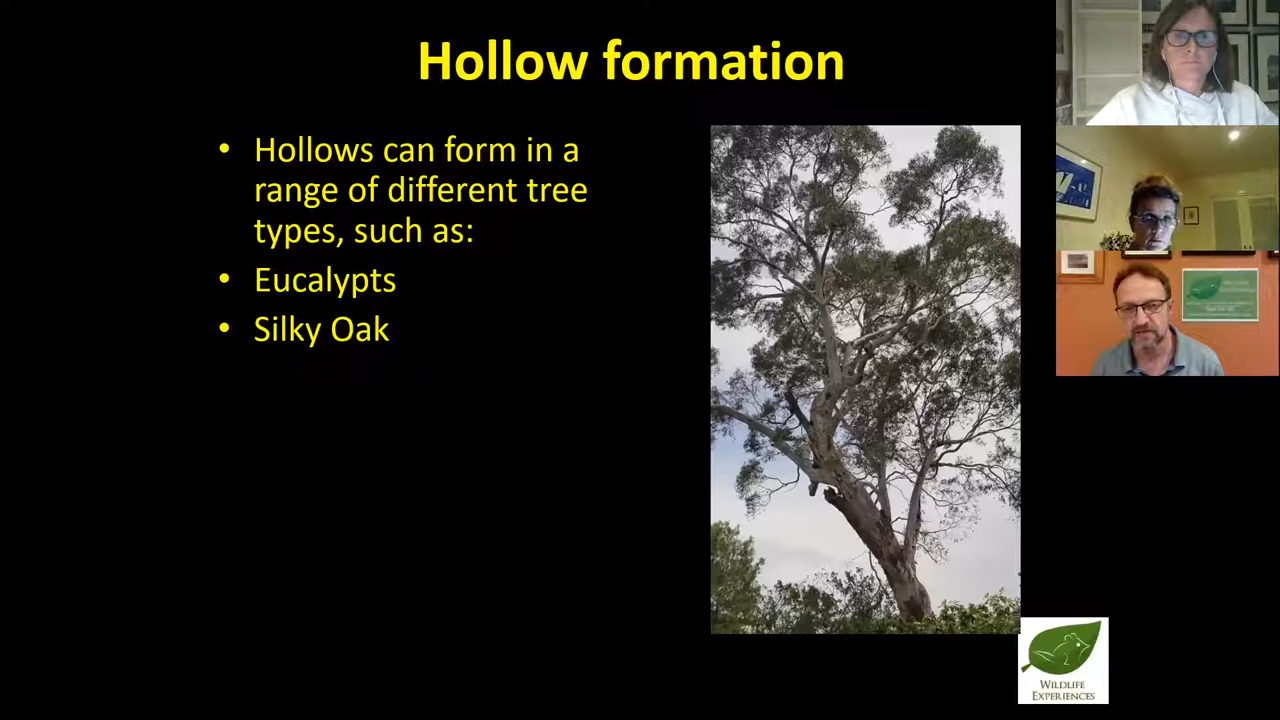 Hollow formation
• Hollows can form in a
range of different tree
types, such as:
• Eucalypts
• Silky Oak
WILDLIFE
EXPERIENCES